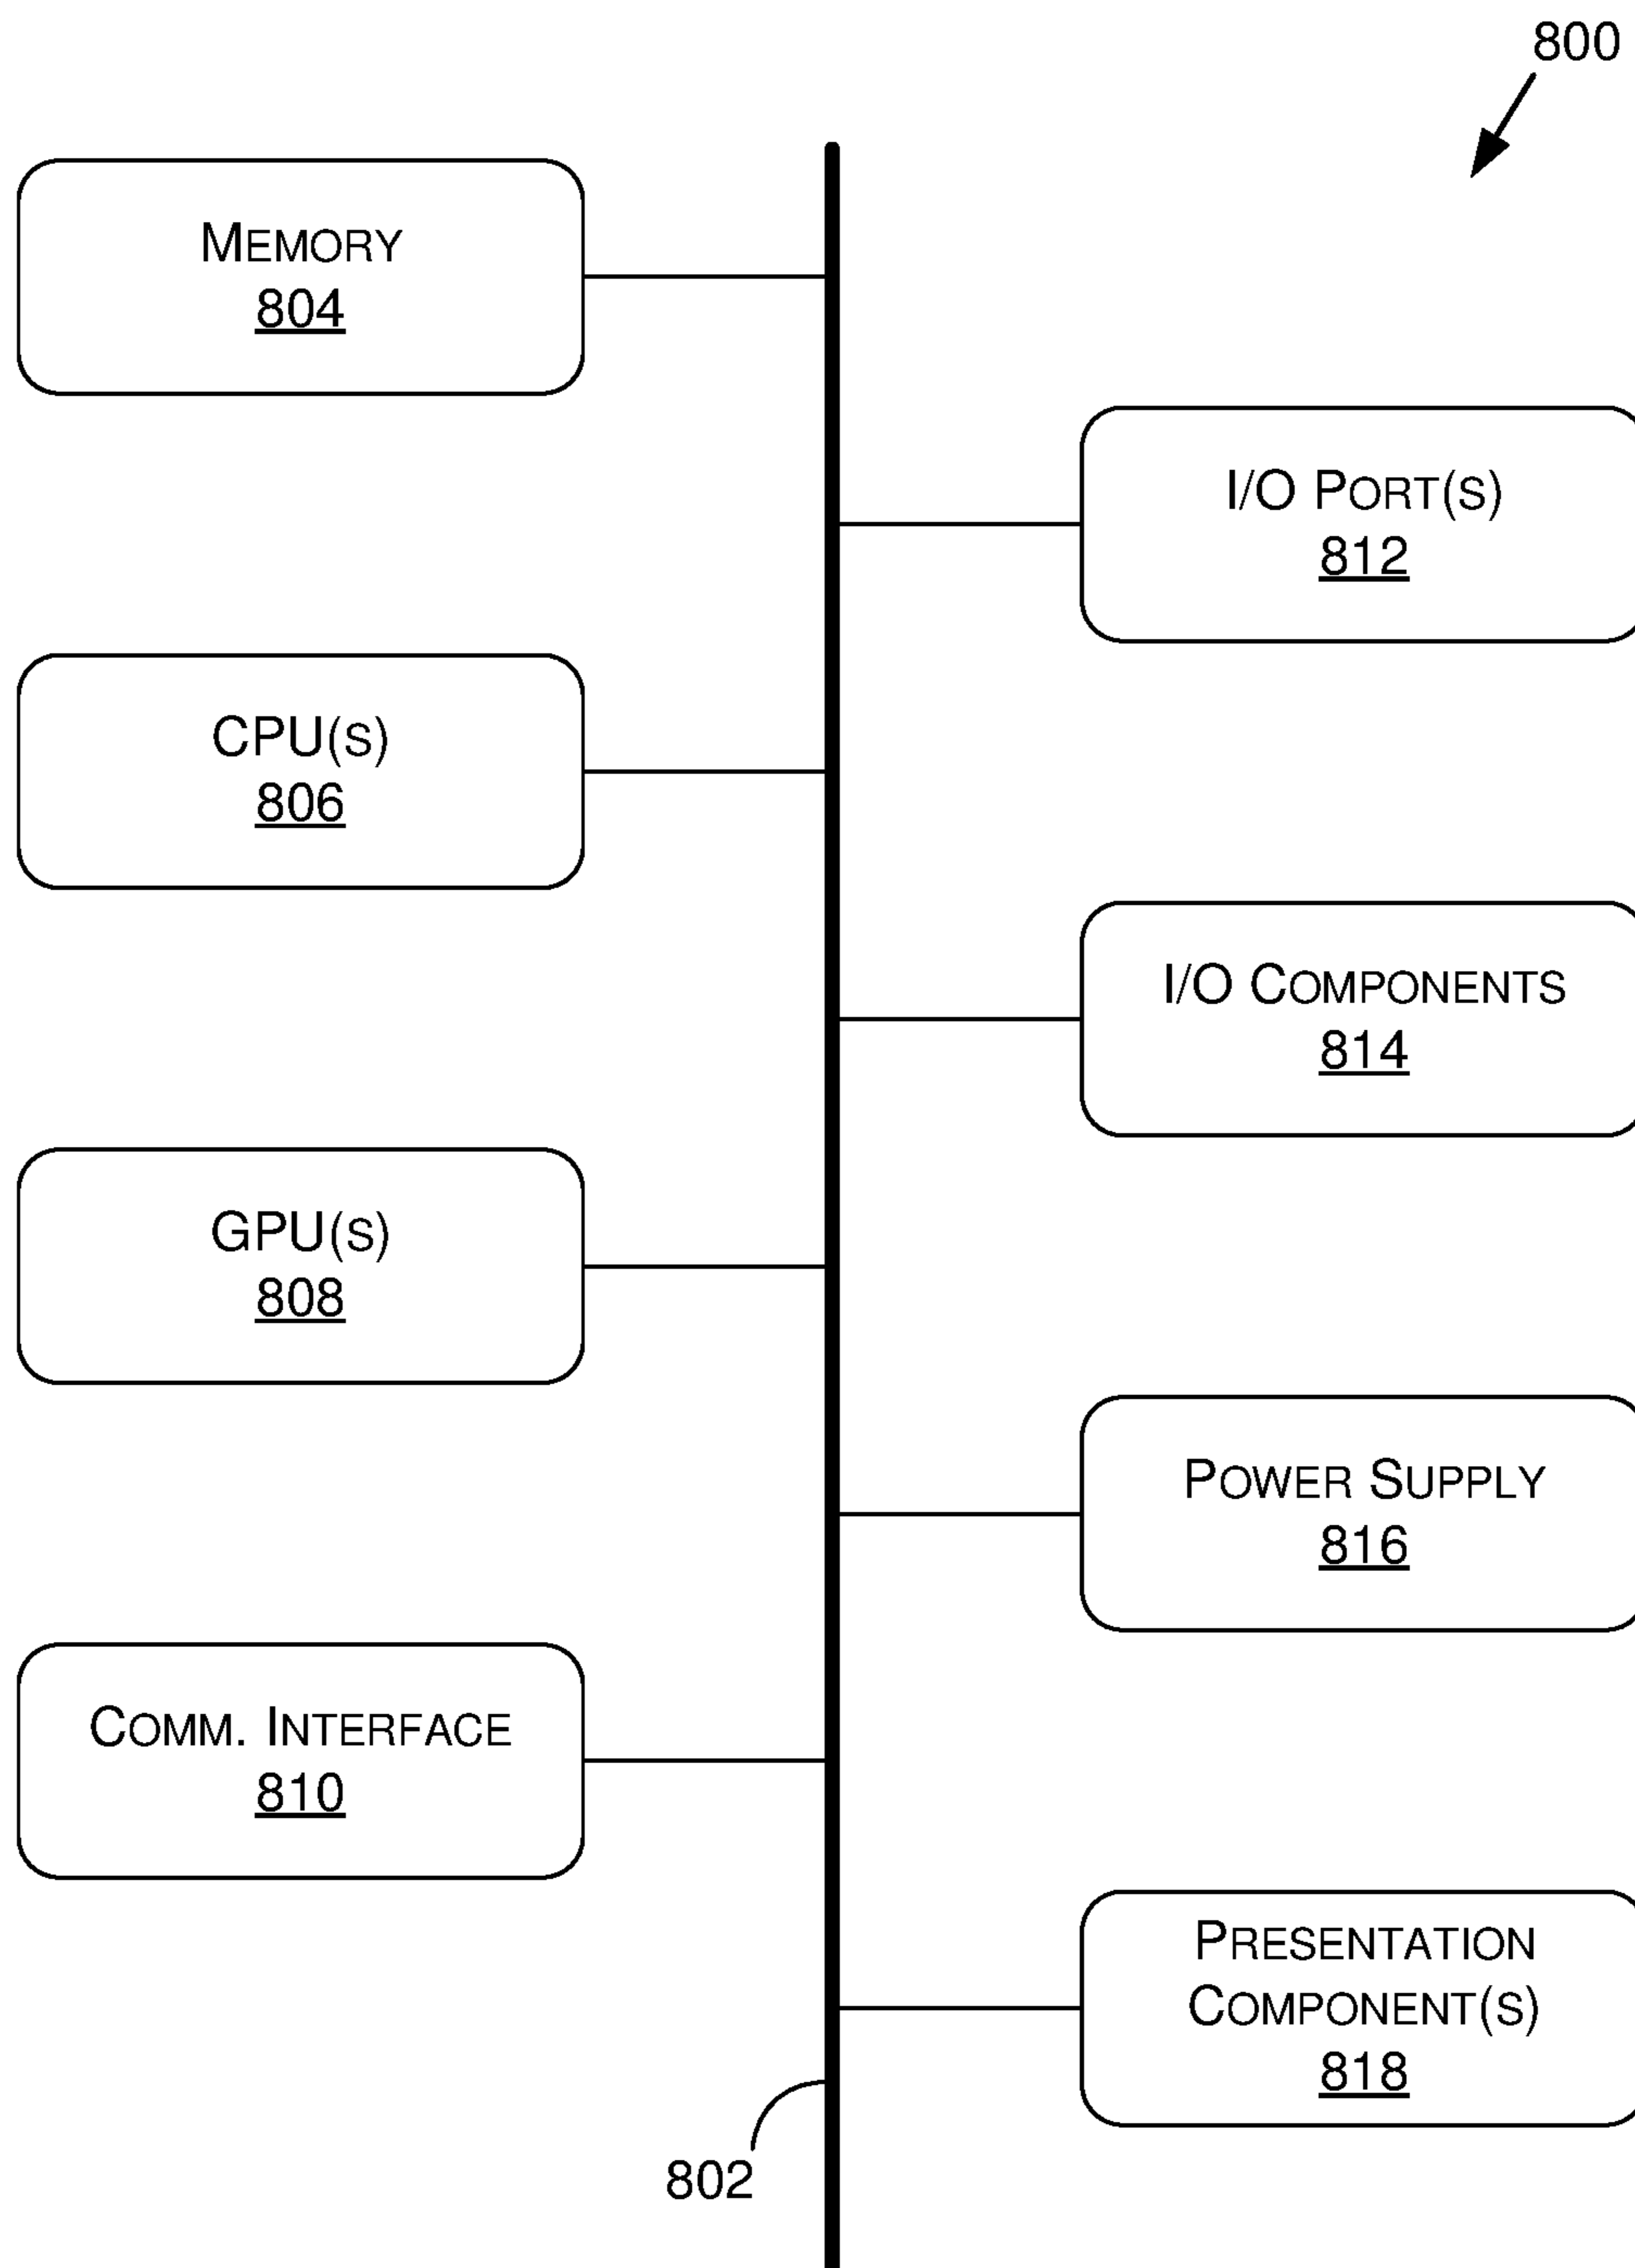 800
MEMORY
804
I/O PORT(S)
812
CPU(S)
806
I/O COMPONENTS
814
GPU(S)
808
POWER SUPPLY
816
COMM. INTERFACE
810
PRESENTATION
COMPONENT(S)
818
802